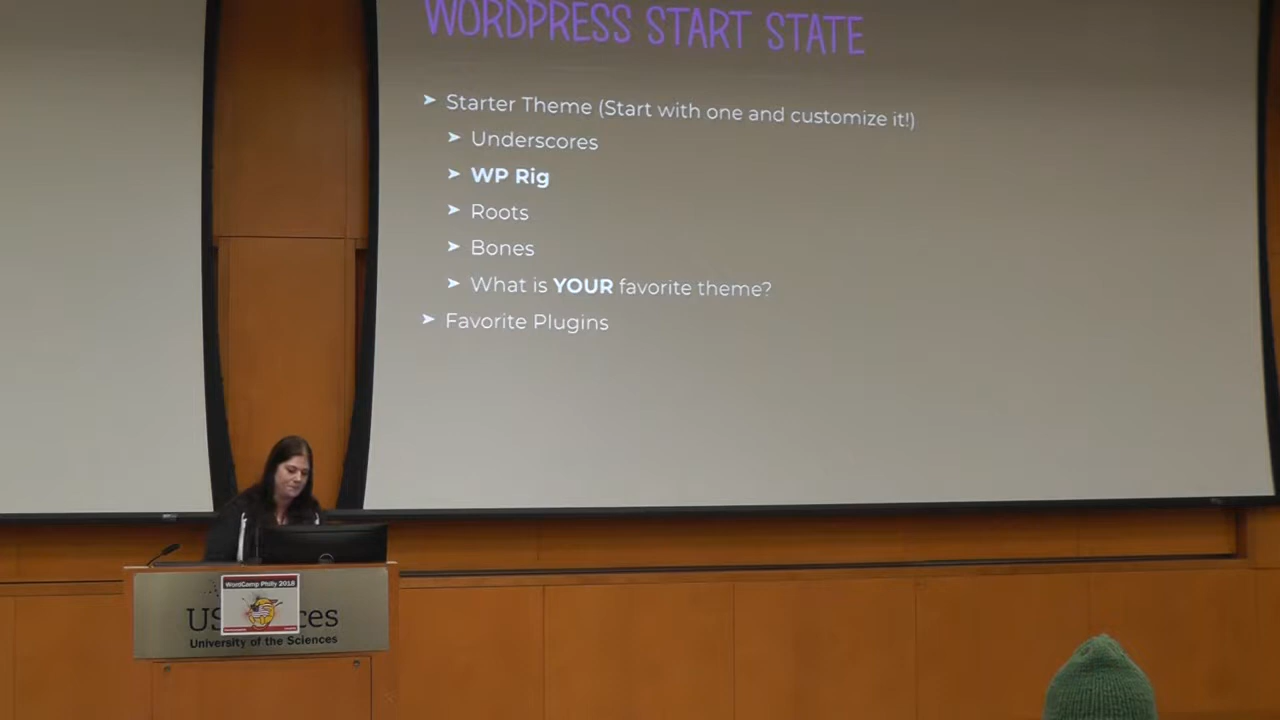 WORDPRESS START STATE
➤ Starter Theme (Start with one and customize it!)
➤ Underscores
➤ WP Rig
➤ Roots
➤ Bones
➤ What is YOUR favorite theme?
➤ Favorite Plugins
WordCamp Philly 2018
US ces
University of the Sciences